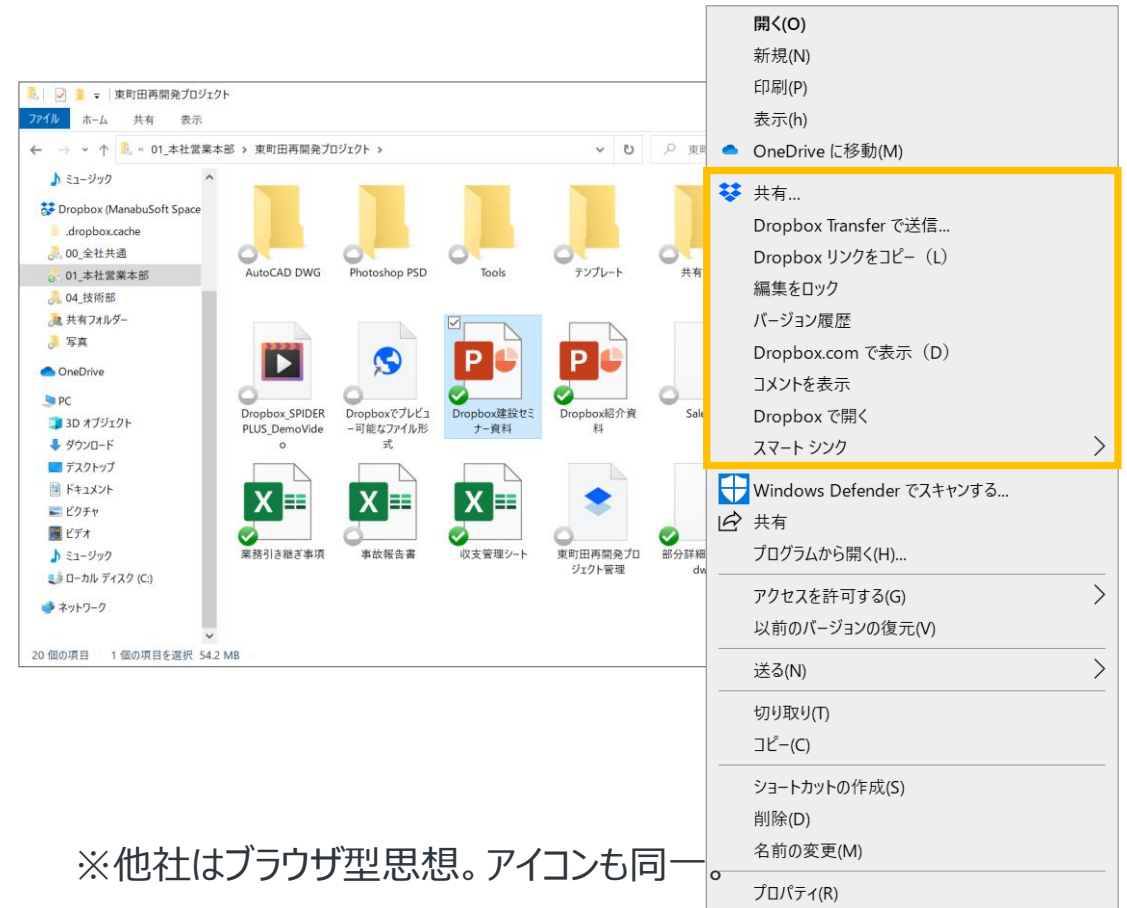 東町田再開発プロジェクト
ファイル ホーム 共有 表示
« 01_本社営業本部 › 東町田再開発プロジェクト ›
ミュージック
Dropbox (ManabuSoft Space
.dropbox.cache
00_全社共通
01_本社営業本部
04_技術部
共有フォルダー
写真
OneDrive
PC
3D オブジェクト
ダウンロード
デスクトップ
ドキュメント
ピクチャ
ビデオ
ミュージック
ローカル ディスク (C:)
ネットワーク
AutoCAD DWG
Photoshop PSD
Tools
テンプレート
共有
Dropbox_SPIDER
PLUS_DemoVide
o
Dropboxでプレビュ
ー可能なファイル形
式
Dropbox建設セミ
ナー資料
Dropbox紹介資
料
Sale
業務引き継ぎ事項
事故報告書
収支管理シート
東町田再開発プロ
ジェクト管理
部分詳細
dw
20 個の項目 1 個の項目を選択 54.2 MB
開く(O)
新規(N)
印刷(P)
表示(h)
OneDrive に移動(M)
共有...
Dropbox Transfer で送信...
Dropbox リンクをコピー（L）
編集をロック
バージョン履歴
Dropbox.com で表示（D）
コメントを表示
Dropbox で開く
スマート シンク
Windows Defender でスキャンする...
共有
プログラムから開く(H)...
アクセスを許可する(G)
以前のバージョンの復元(V)
送る(N)
切り取り(T)
コピー(C)
ショートカットの作成(S)
削除(D)
名前の変更(M)
プロパティ(R)
※他社はブラウザ型思想。アイコンも同一。